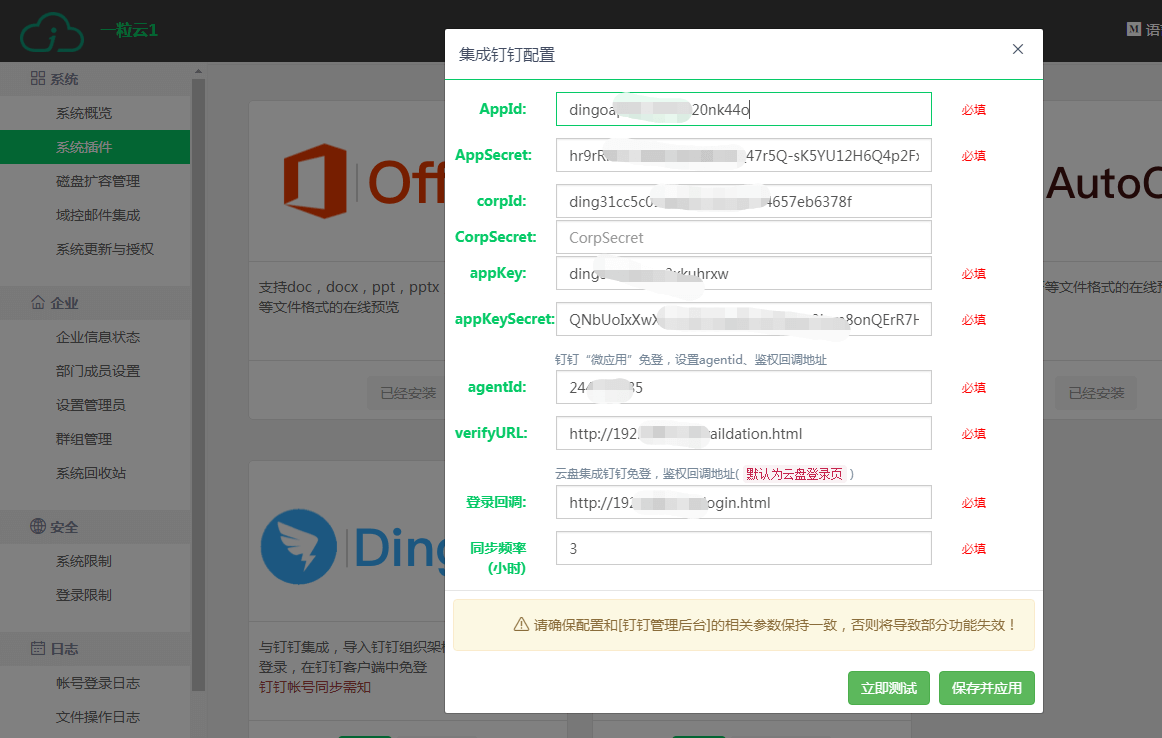 一粒云1
M 语
系统
系统概览
系统插件
磁盘扩容管理
域控邮件集成
系统更新与授权
企业
企业信息状态
部门成员设置
设置管理员
群组管理
系统回收站
安全
系统限制
登录限制
日志
帐号登录日志
文件操作日志
Off
支持doc，docx，ppt，pptx
等文件格式的在线预览
已经安装
Ding
与钉钉集成，导入钉钉组织架
登录，在钉钉客户端中免登
钉钉帐号同步需知
集成钉钉配置
×
AppId: 20nk44o 必填
AppSecret: hr9r 47r5Q-sK5YU12H6Q4p2F 必填
corpId: ding31cc5c0 4657eb6378f 必填
CorpSecret: CorpSecret
appKey: ding kuhrxw 必填
appKeySecret: QNbUoIxXw 8onQErR7H 必填
钉钉“微应用”免登，设置agentid、鉴权回调地址
agentId: 24 35 必填
verifyURL: http://192. aildation.html 必填
云盘集成钉钉免登，鉴权回调地址( 默认为云盘登录页 )
登录回调: http://192 ogin.html 必填
同步频率 3 必填
(小时)
请确保配置和[钉钉管理后台]的相关参数保持一致，否则将导致部分功能失效！
立即测试 保存并应用
AutoC
等文件格式的在线预
已经安装